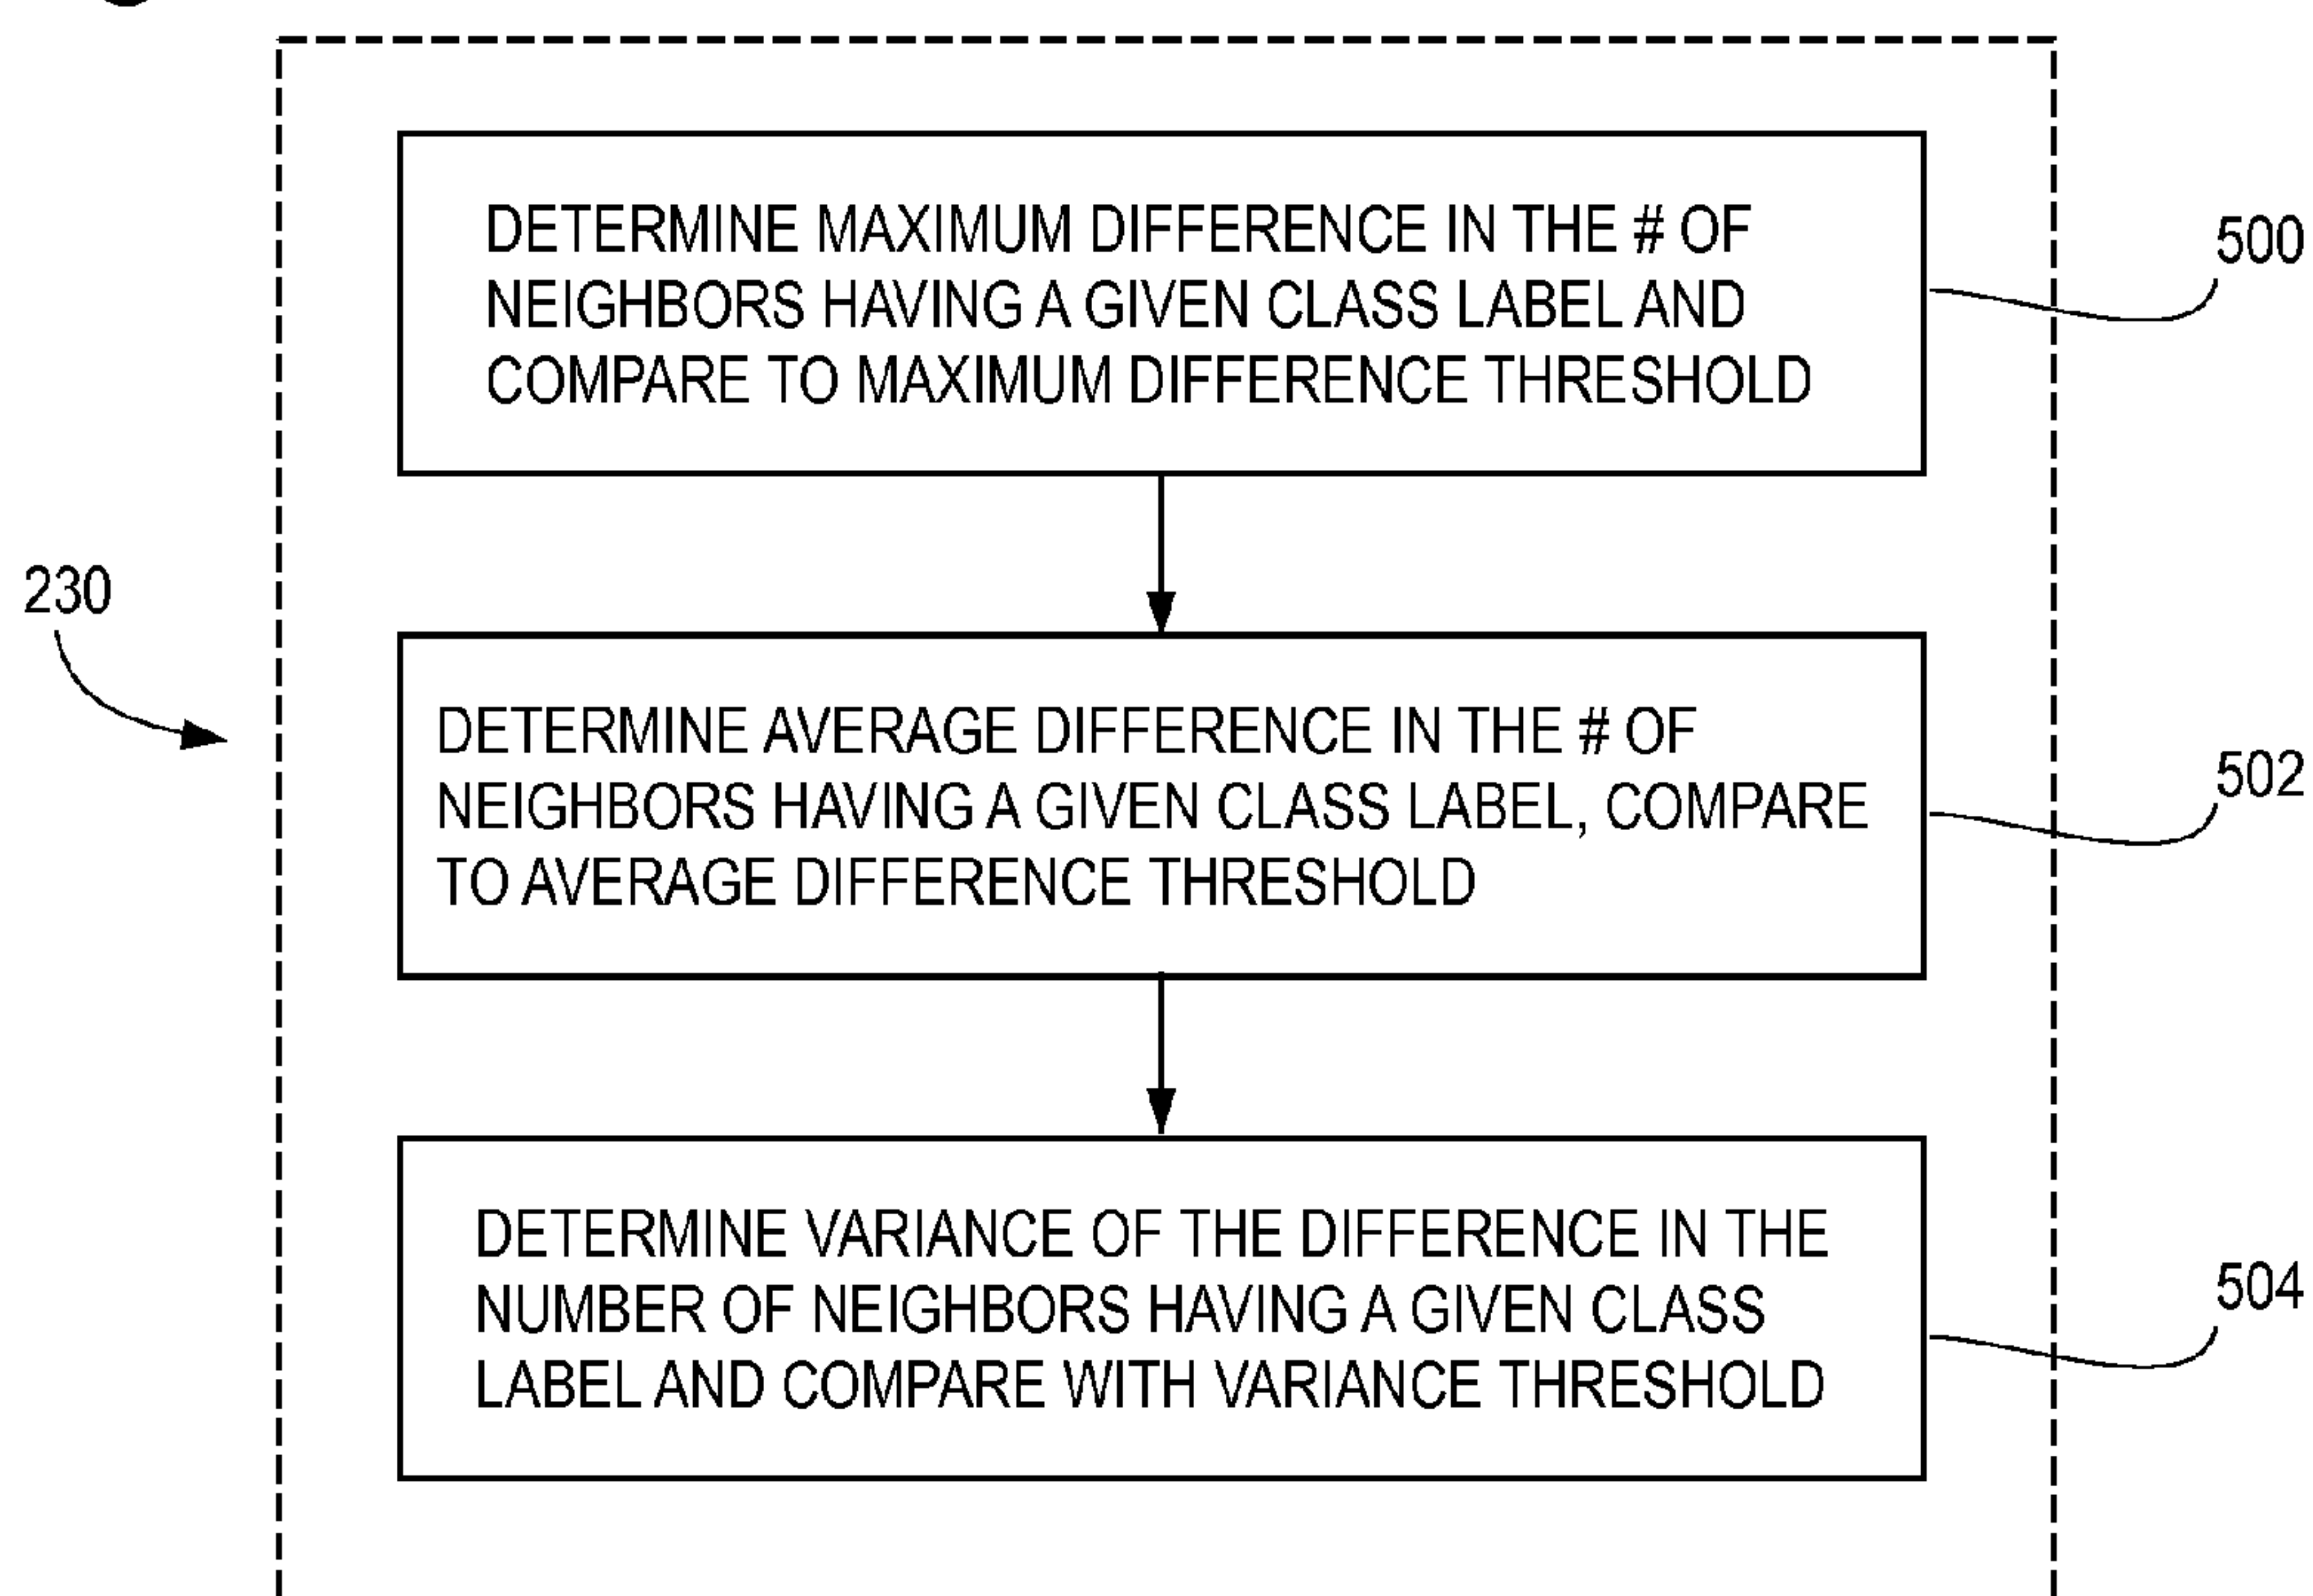 DETERMINE MAXIMUM DIFFERENCE IN THE # OF
NEIGHBORS HAVING A GIVEN CLASS LABEL AND
COMPARE TO MAXIMUM DIFFERENCE THRESHOLD
500
230
DETERMINE AVERAGE DIFFERENCE IN THE # OF
NEIGHBORS HAVING A GIVEN CLASS LABEL, COMPARE
TO AVERAGE DIFFERENCE THRESHOLD
502
DETERMINE VARIANCE OF THE DIFFERENCE IN THE
NUMBER OF NEIGHBORS HAVING A GIVEN CLASS
LABEL AND COMPARE WITH VARIANCE THRESHOLD
504